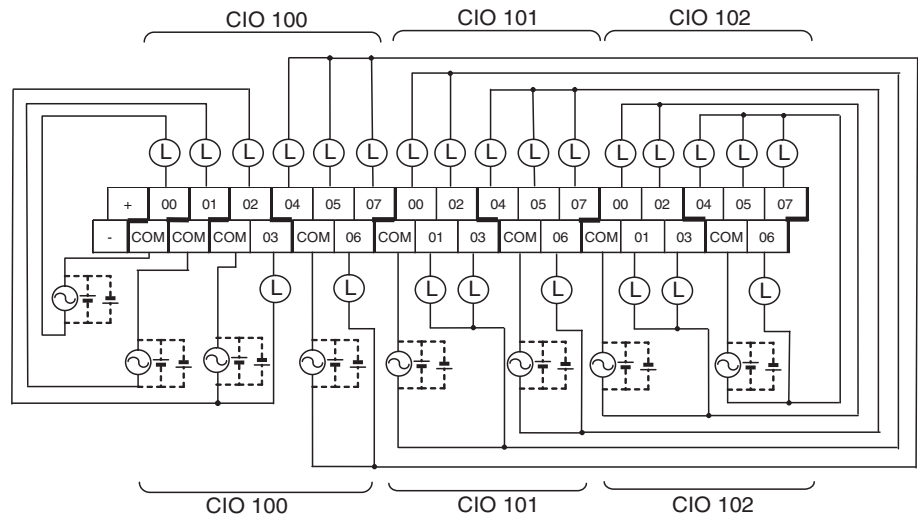 CIO 100 CIO 101 CIO 102
L L L L L L L L L L L L L L L L
+ 00 01 02 04 05 07 00 02 04 05 07 00 02 04 05 07
- COM COM COM 03 COM 06 COM 01 03 COM 06 COM 01 03 COM 06
L L L L L L L L
CIO 100 CIO 101 CIO 102